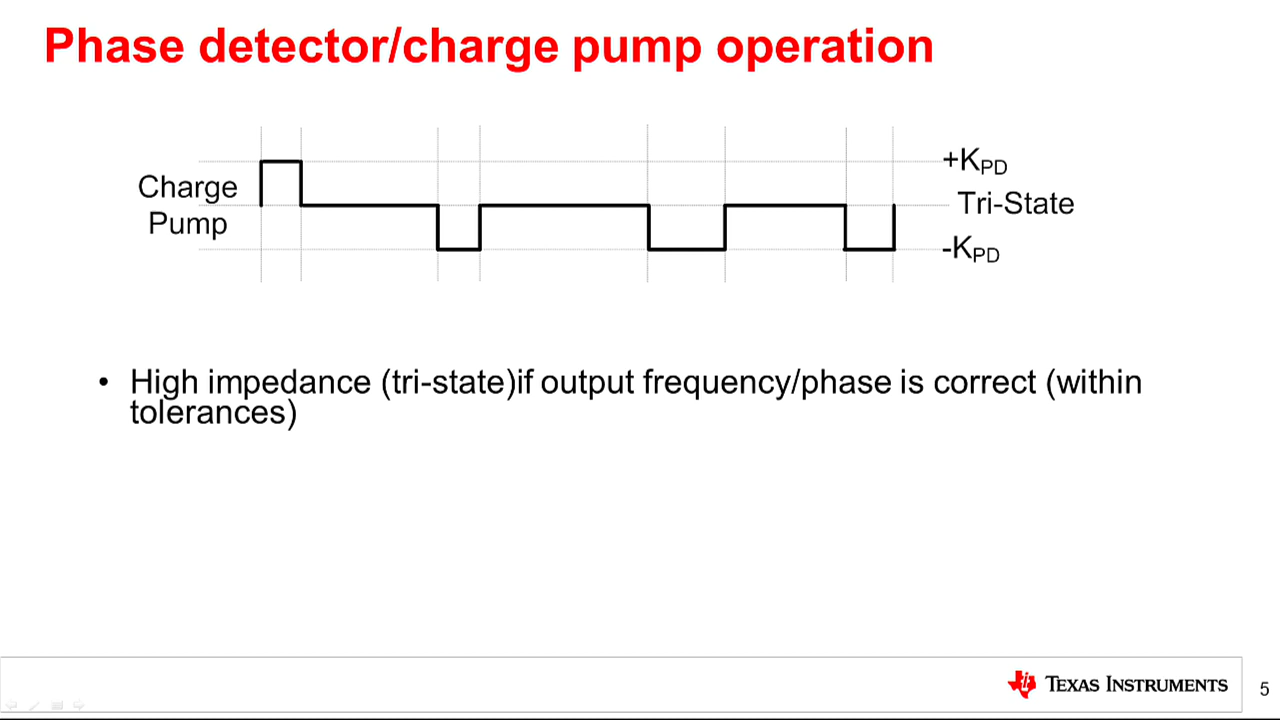 Phase detector/charge pump operation
Charge
Pump
+KPD
Tri-State
-KPD
• High impedance (tri-state)if output frequency/phase is correct (within
tolerances)
TEXAS INSTRUMENTS
5